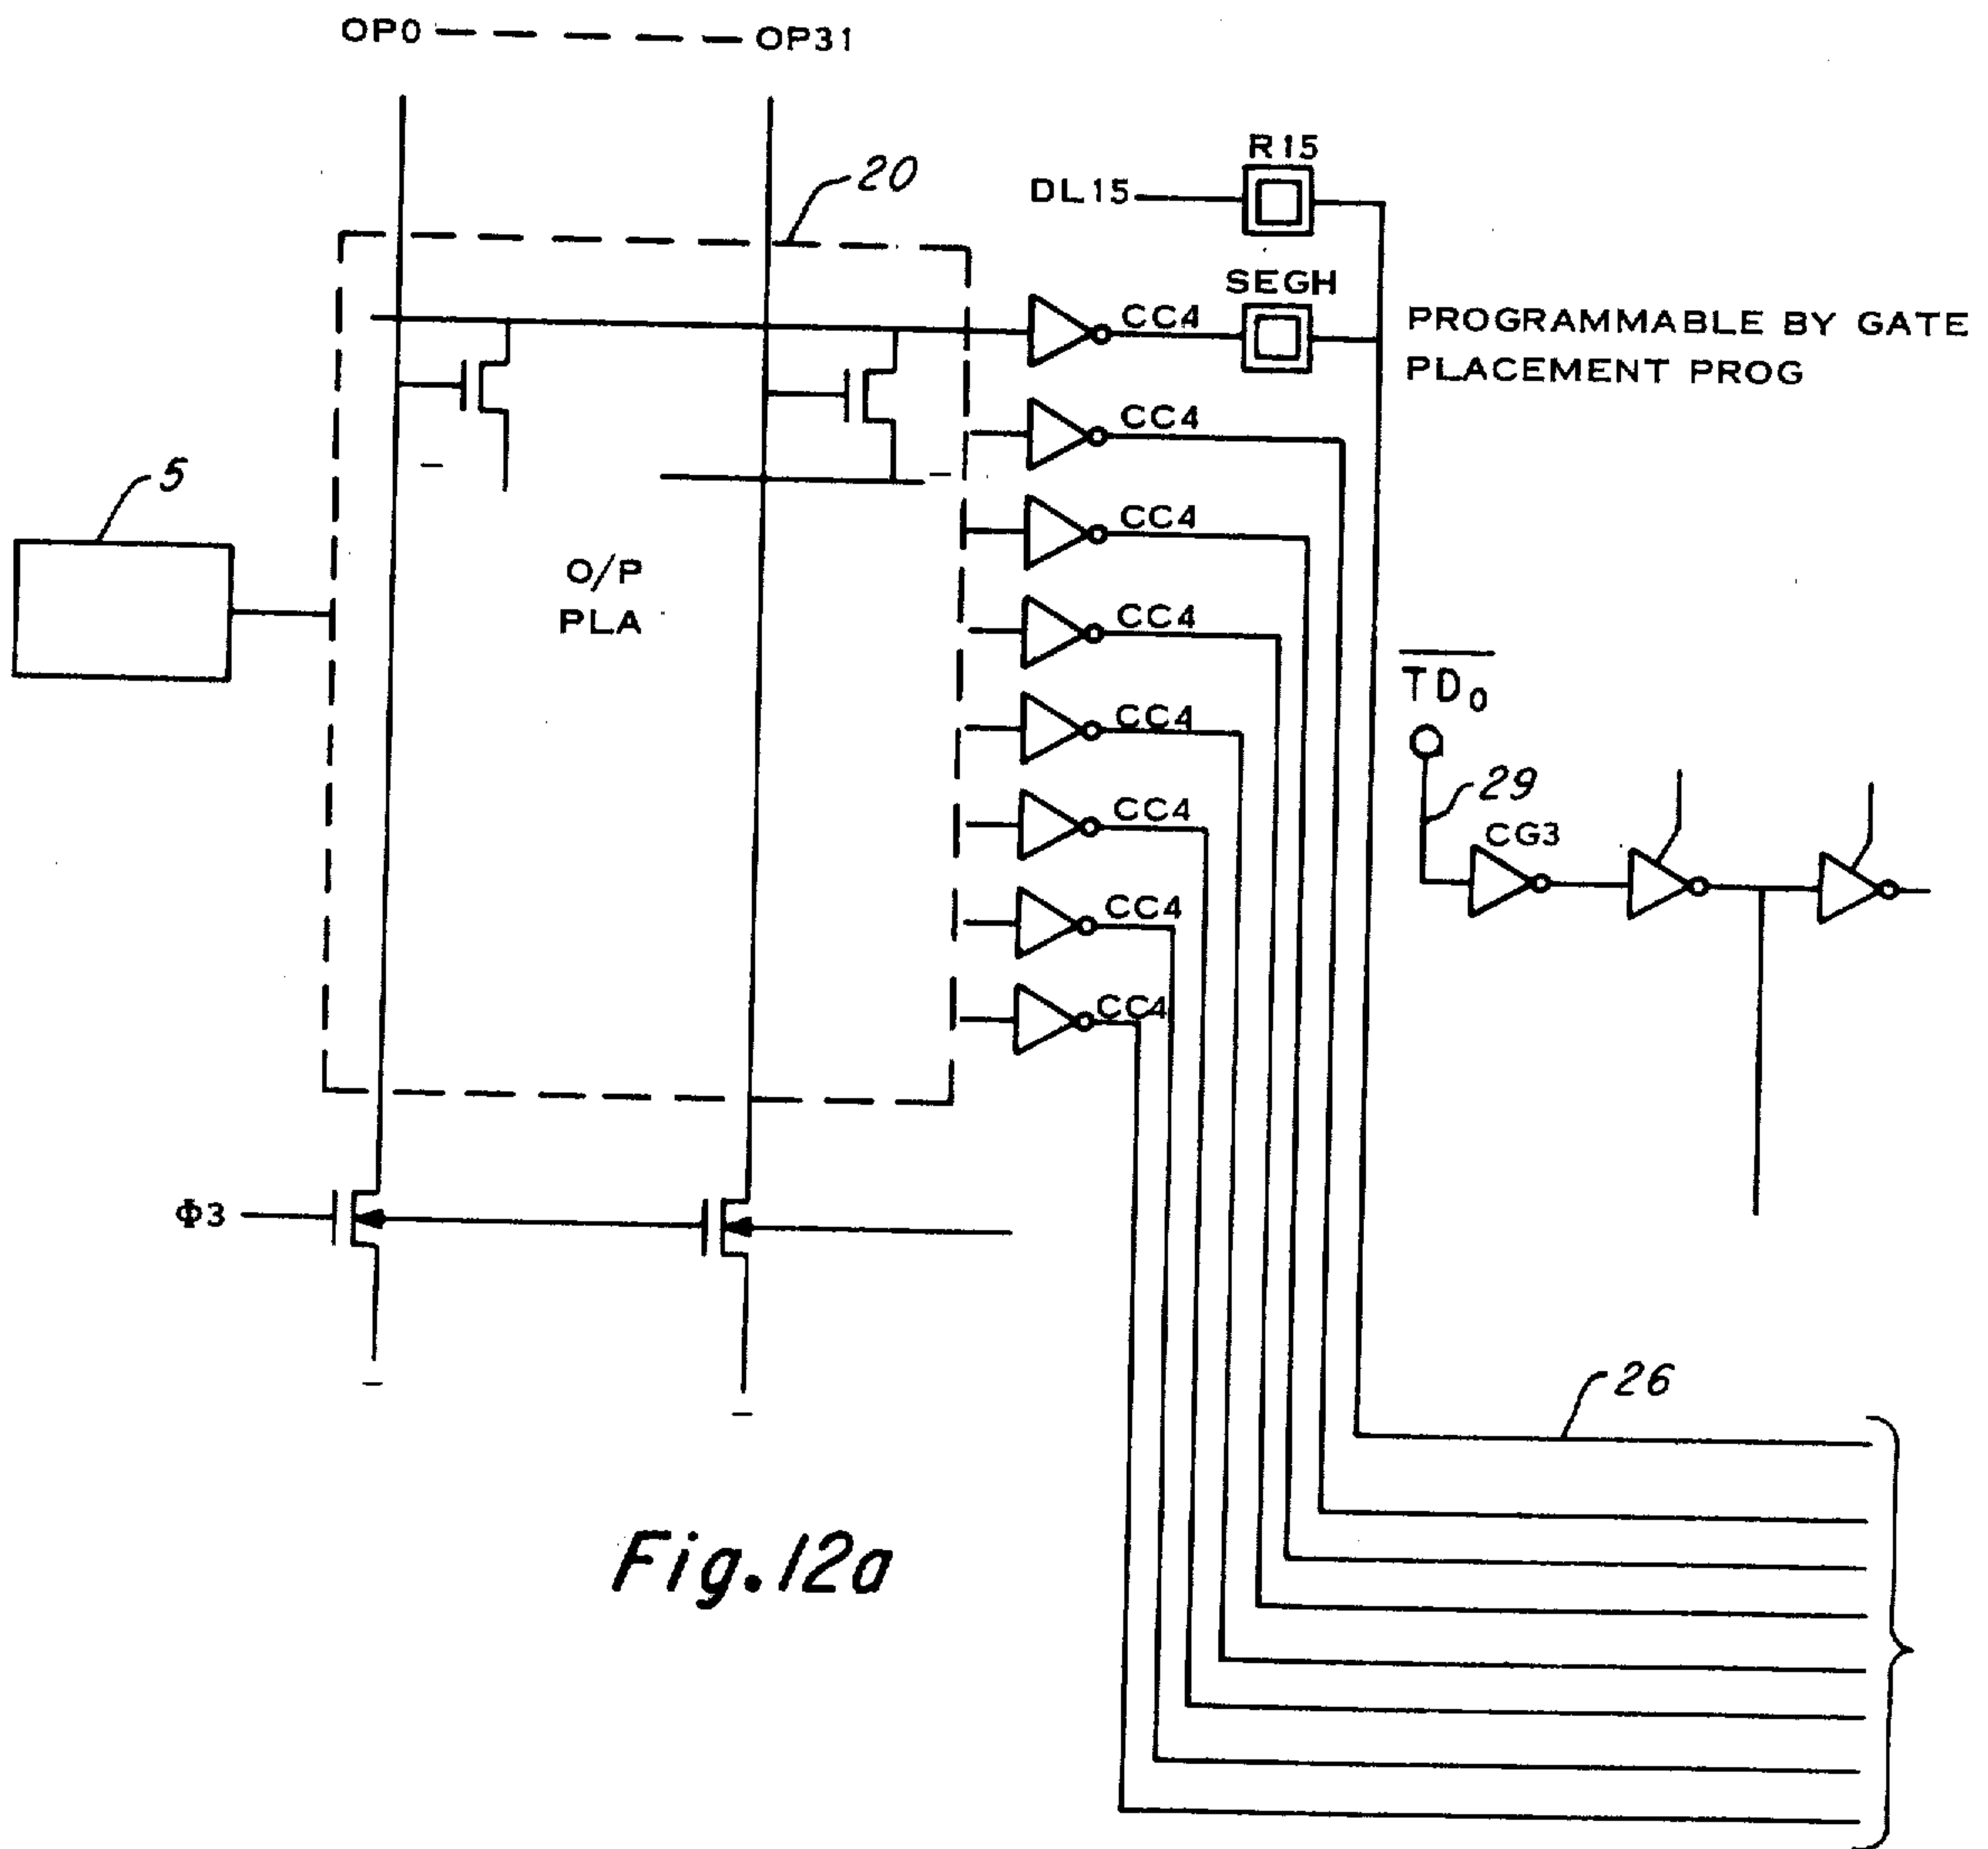 OP0 — — — — — OP31
20
R15
DL15
SEGH
CC4
PROGRAMMABLE BY GATE
PLACEMENT PROG
CC4
5
CC4
O/P
PLA
CC4
TD0
CC4
29
CG3
CC4
CC4
CC4
Φ3
26
Fig.12a